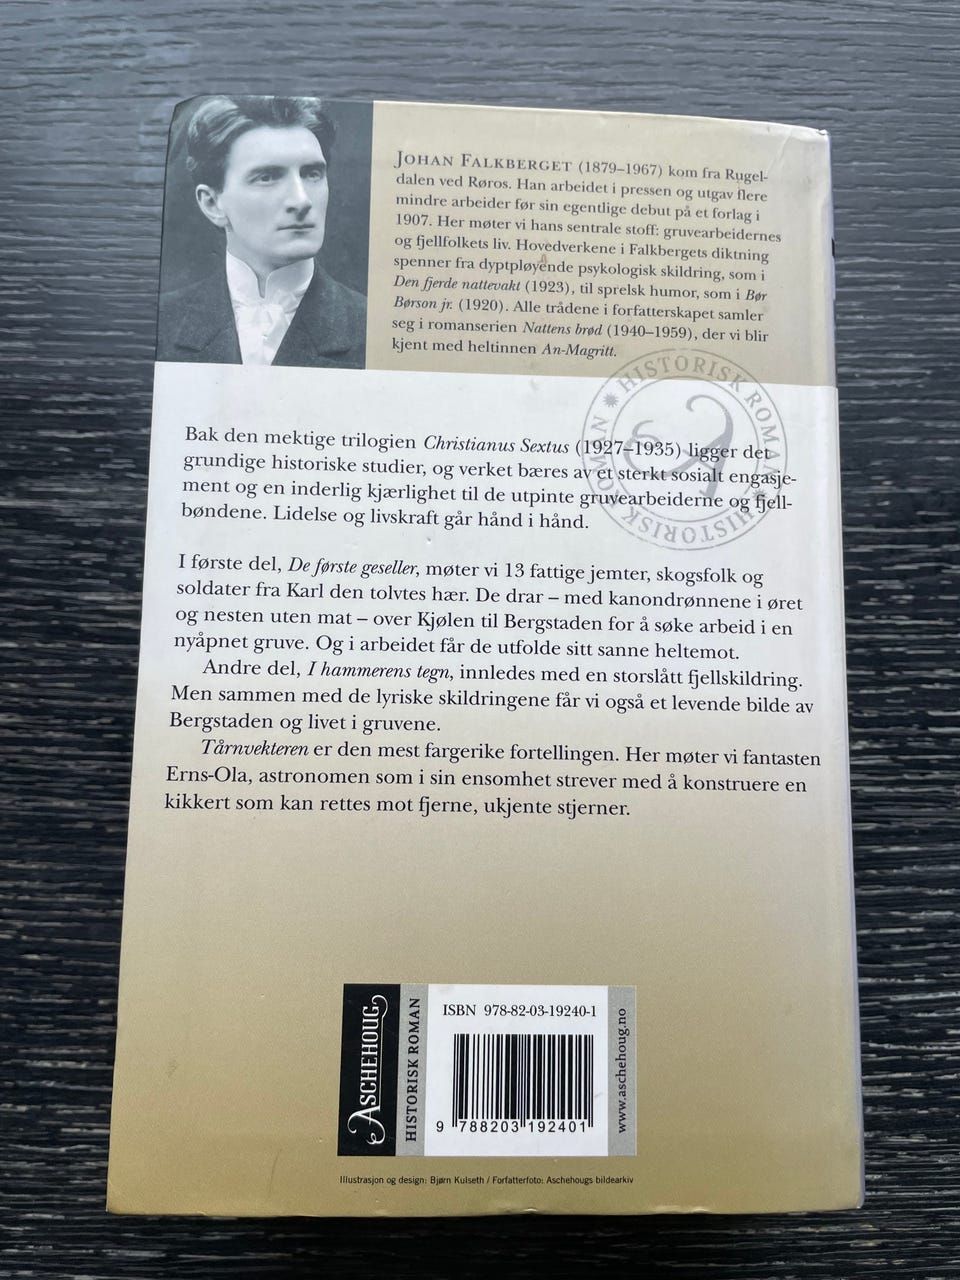 JOHAN FALKBERGET (1879–1967) kom fra Rugel-
dalen ved Røros. Han arbeidet i pressen og utgav flere
mindre arbeider før sin egentlige debut på et forlag i
1907. Her møter vi hans sentrale stoff: gruvearbeidernes
og fjellfolkets liv. Hovedverkene i Falkbergets diktning
spenner fra dyptpløyende psykologisk skildring, som i
Den fjerde nattevakt (1923), til sprelsk humor, som i Bør
Børson jr. (1920). Alle trådene i forfatterskapet samler
seg i romanserien Nattens brød (1940–1959), der vi blir
kjent med heltinnen An-Magritt.
HISTORISK ROMAN
HISTORISK ROMAN
A
Bak den mektige trilogien Christianus Sextus (1927–1935) ligger det
grundige historiske studier, og verket bæres av et sterkt sosialt engasje-
ment og en inderlig kjærlighet til de utpinte gruvearbeiderne og fjell-
bøndene. Lidelse og livskraft går hånd i hånd.
I første del, De første geseller, møter vi 13 fattige jemter, skogsfolk og
soldater fra Karl den tolvtes hær. De drar – med kanondrønnene i øret
og nesten uten mat – over Kjølen til Bergstaden for å søke arbeid i en
nyåpnet gruve. Og i arbeidet får de utfolde sitt sanne heltemot.
Andre del, I hammerens tegn, innledes med en storslått fjellskildring.
Men sammen med de lyriske skildringene får vi også et levende bilde av
Bergstaden og livet i gruvene.
Tårnvekteren er den mest fargerike fortellingen. Her møter vi fantasten
Erns-Ola, astronomen som i sin ensomhet strever med å konstruere en
kikkert som kan rettes mot fjerne, ukjente stjerner.
ASCHEHOUG
HISTORISK ROMAN
ISBN 978-82-03-19240-1
9 788203 192401
www.aschehoug.no
Illustrasjon og design: Bjørn Kulseth / Forfatterfoto: Aschehougs bildearkiv